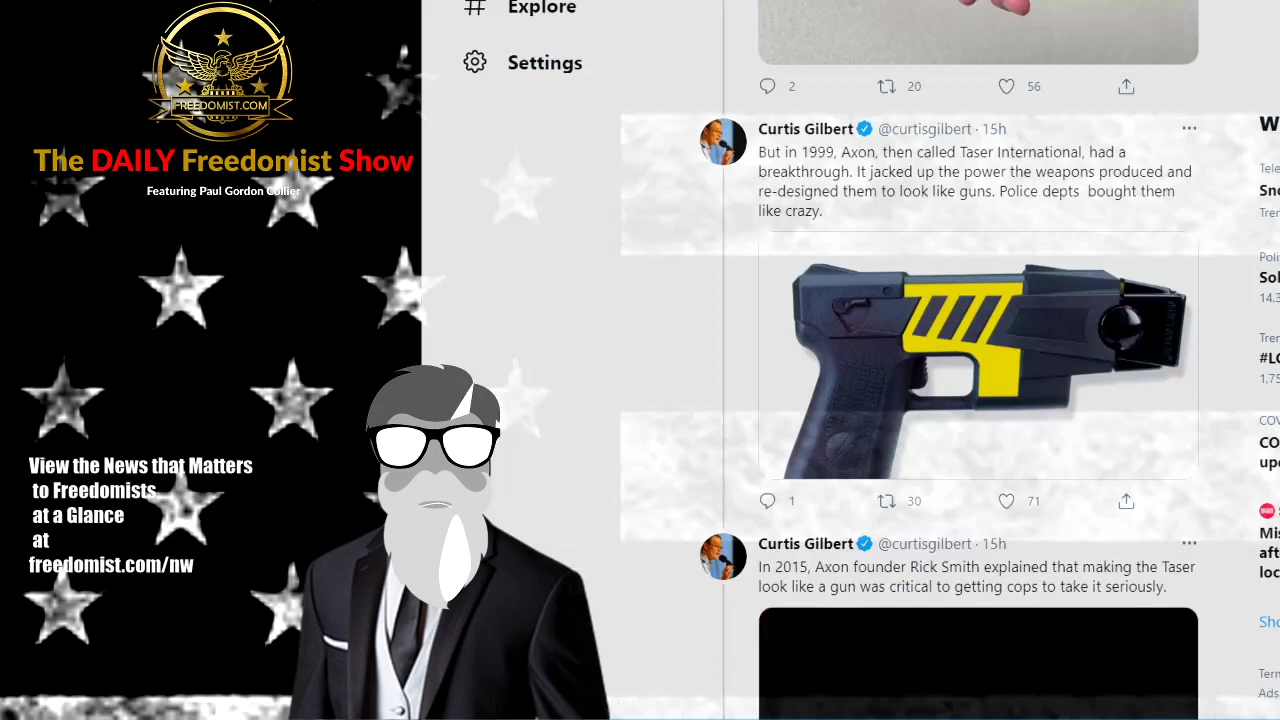 FREEDOMIST.COM
The DAILY Freedomist Show
Featuring Paul Gordon Collier
View the News that Matters
to Freedomists
at a Glance
at
freedomist.com/nw
Explore
Settings
2 20 56
Curtis Gilbert @curtisgilbert · 15h
But in 1999, Axon, then called Taser International, had a
breakthrough. It jacked up the power the weapons produced and
re-designed them to look like guns. Police depts bought them
like crazy.
1 30 71
Curtis Gilbert @curtisgilbert · 15h
In 2015, Axon founder Rick Smith explained that making the Taser
look like a gun was critical to getting cops to take it seriously.